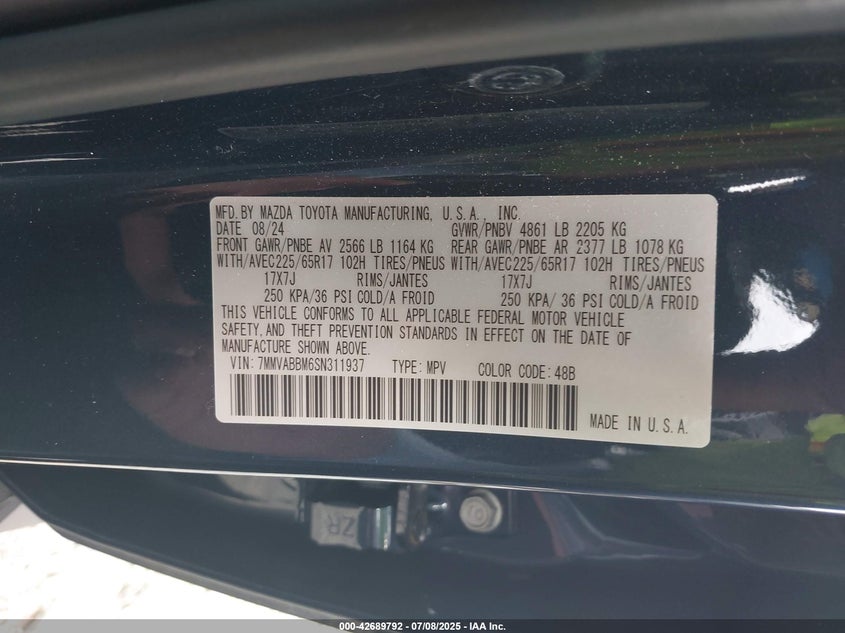 MFD. BY MAZDA TOYOTA MANUFACTURING, U.S.A., INC.
DATE 08/24 GVWR/PNBV 4861 LB 2205 KG
FRONT GAWR/PNBE AV 2566 LB 1164 KG REAR GAWR/PNBE AR 2377 LB 1078 KG
WITH/AVEC225/65R17 102H TIRES/PNEUS WITH/AVEC225/65R17 102H TIRES/PNEUS
17X7J RIMS/JANTES 17X7J RIMS/JANTES
250 KPA/36 PSI COLD/A FROID 250 KPA/ 36 PSI COLD/A FROID
THIS VEHICLE CONFORMS TO ALL APPLICABLE FEDERAL MOTOR VEHICLE
SAFETY, AND THEFT PREVENTION STANDARDS IN EFFECT ON THE DATE OF
MANUFACTURE SHOWN ABOVE.
VIN: 7MMVABBM6SN311937 TYPE: MPV COLOR CODE: 48B
MADE IN U.S.A.
ZR
000-42689792 - 07/08/2025 - IAA Inc.